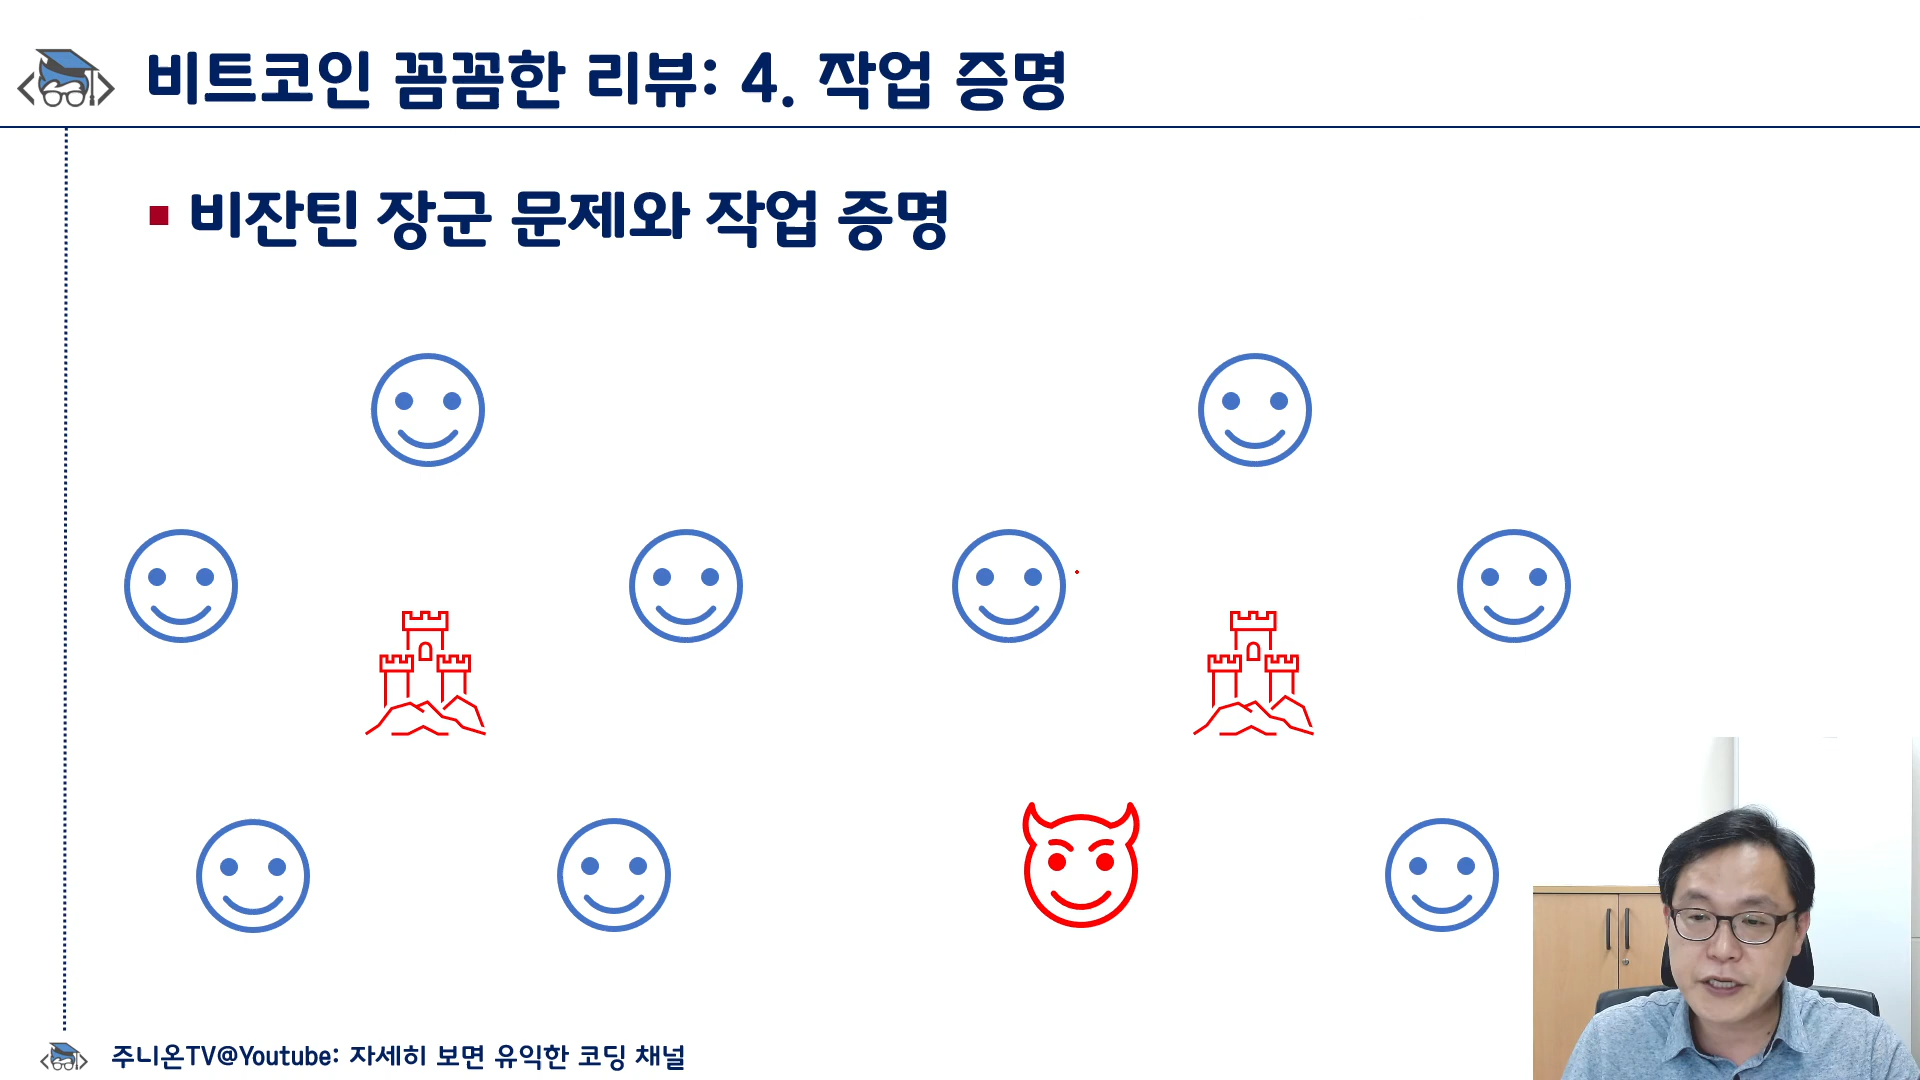 비트코인 꼼꼼한 리뷰: 4. 작업 증명
비잔틴 장군 문제와 작업 증명
주니온TV@Youtube: 자세히 보면 유익한 코딩 채널